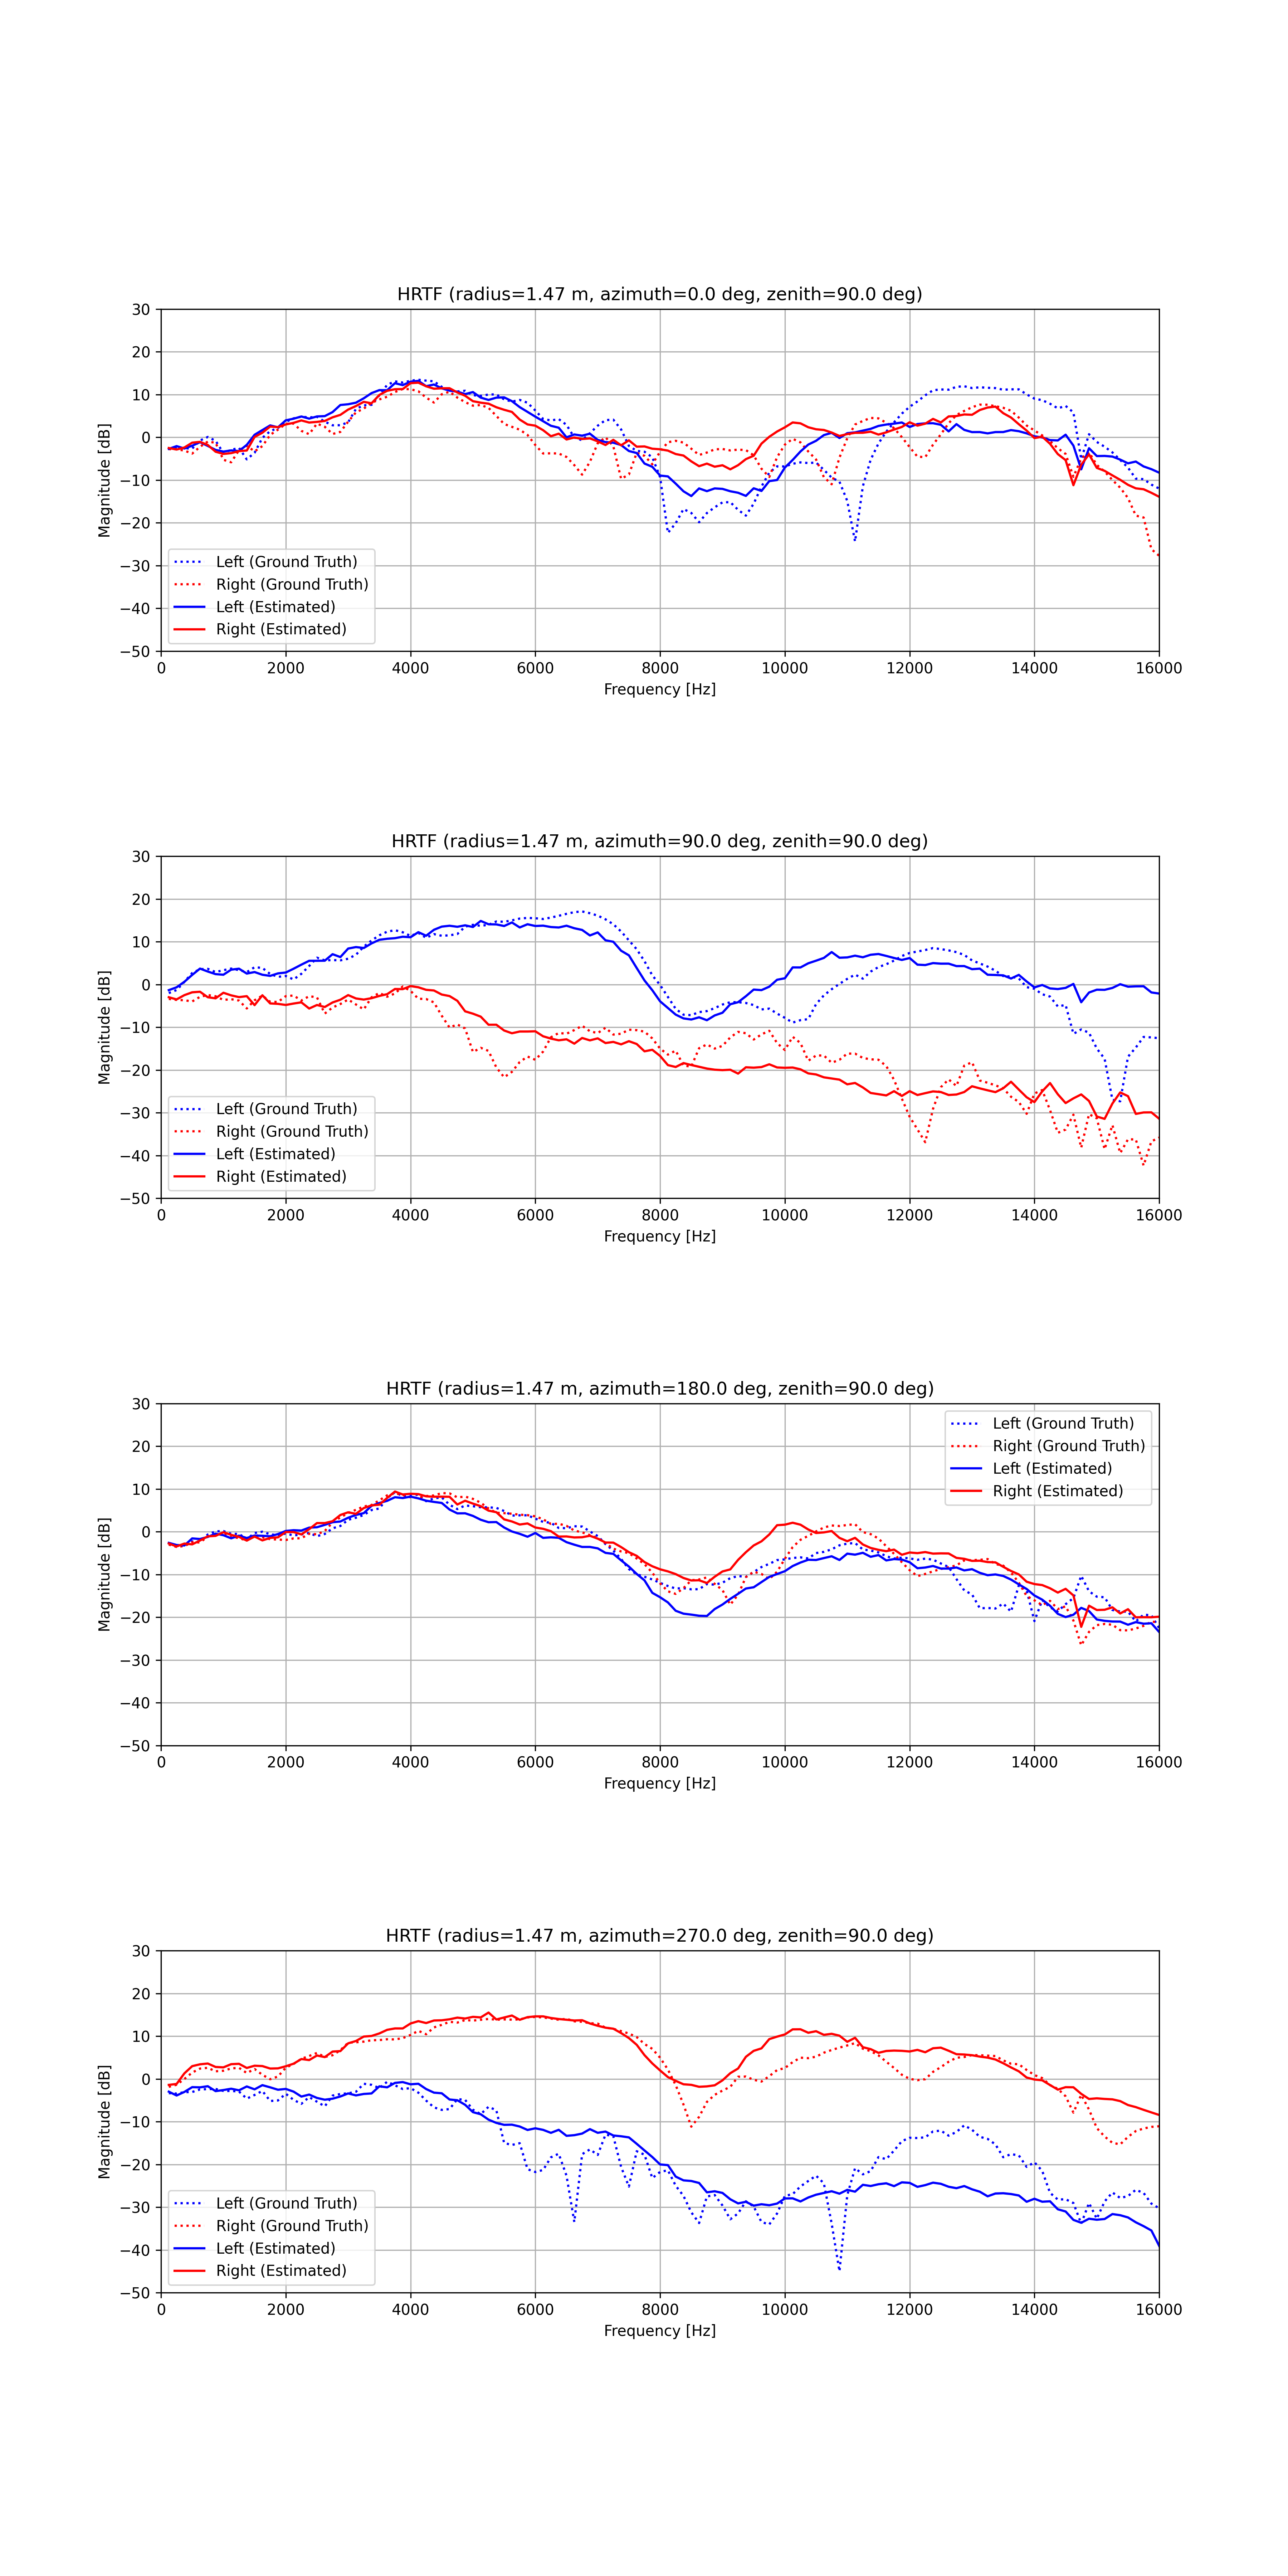 HRTF (radius=1.47 m, azimuth=0.0 deg, zenith=90.0 deg)
30
20
10
0
−10
−20
−30
−40
−50
Magnitude [dB]
Left (Ground Truth)
Right (Ground Truth)
Left (Estimated)
Right (Estimated)
0 2000 4000 6000 8000 10000 12000 14000 16000
Frequency [Hz]
HRTF (radius=1.47 m, azimuth=90.0 deg, zenith=90.0 deg)
30
20
10
0
−10
−20
−30
−40
−50
Magnitude [dB]
Left (Ground Truth)
Right (Ground Truth)
Left (Estimated)
Right (Estimated)
0 2000 4000 6000 8000 10000 12000 14000 16000
Frequency [Hz]
HRTF (radius=1.47 m, azimuth=180.0 deg, zenith=90.0 deg)
30
20
10
0
−10
−20
−30
−40
−50
Magnitude [dB]
Left (Ground Truth)
Right (Ground Truth)
Left (Estimated)
Right (Estimated)
0 2000 4000 6000 8000 10000 12000 14000 16000
Frequency [Hz]
HRTF (radius=1.47 m, azimuth=270.0 deg, zenith=90.0 deg)
30
20
10
0
−10
−20
−30
−40
−50
Magnitude [dB]
Left (Ground Truth)
Right (Ground Truth)
Left (Estimated)
Right (Estimated)
0 2000 4000 6000 8000 10000 12000 14000 16000
Frequency [Hz]